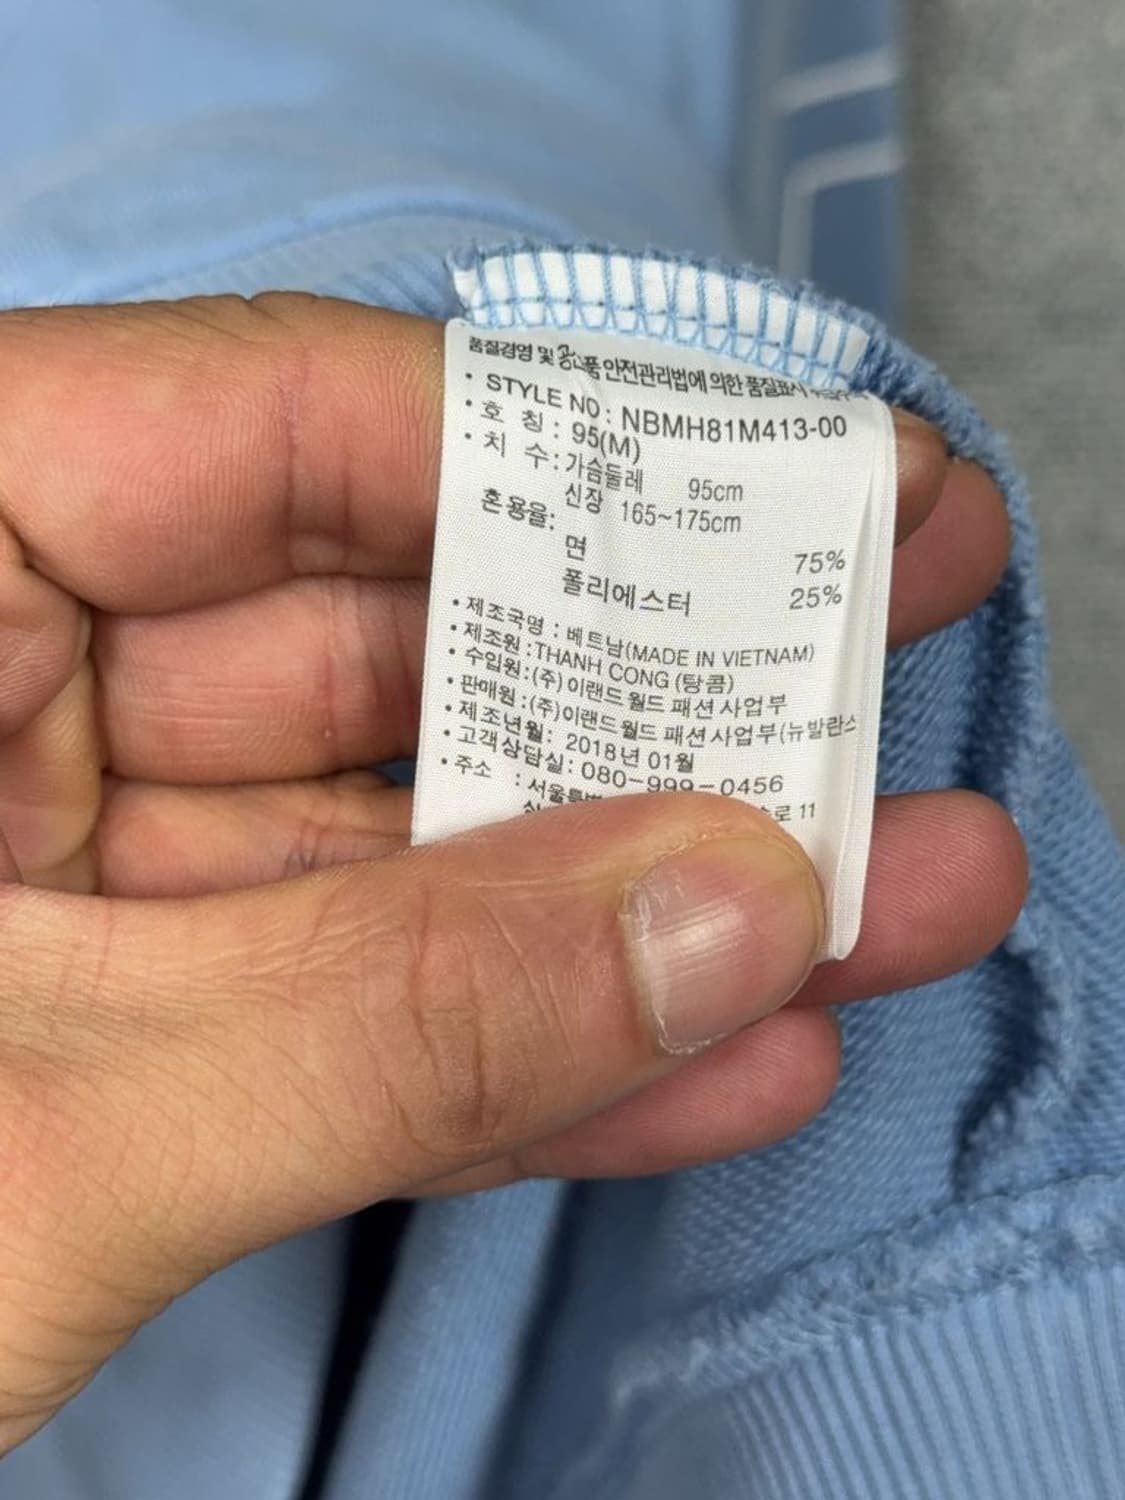 품질경영 및 공산품 안전관리법에 의한 품질표시
• STYLE NO: NBMH81M413-00
• 호 칭 : 95(M)
• 치 수 : 가슴둘레 95cm
신장 165~175cm
혼용율:
면 75%
폴리에스터 25%
• 제조국명 : 베트남(MADE IN VIETNAM)
• 제조원 : THANH CONG (탕콤)
• 수입원 : (주)이랜드월드 패션사업부
• 판매원 : (주)이랜드월드 패션사업부(뉴발란스
• 제조년월: 2018년 01월
• 고객상담실: 080-999-0456
• 주소 :
11